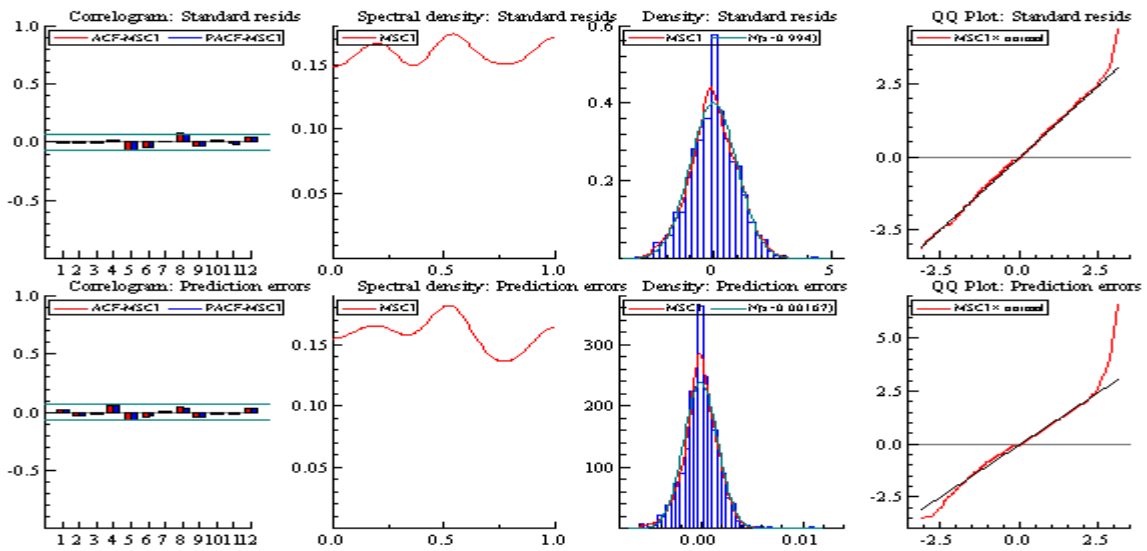 Correlogram: Standard resids
ACF-MSC1 PACF-MSC1
1.0
0.5
0.0
-0.5
1 2 3 4 5 6 7 8 9 10 11 12
Spectral density: Standard resids
MSC1
0.15
0.10
0.05
0.0 0.5 1.0
Density: Standard resids
MSC1
0.6
0.4
0.2
0 5
QQ Plot: Standard resids
MSC1 × normal
2.5
0.0
-2.5
-2.5 0.0 2.5
Correlogram: Prediction errors
ACF-MSC1 PACF-MSC1
1.0
0.5
0.0
-0.5
1 2 3 4 5 6 7 8 9 10 11 12
Spectral density: Prediction errors
MSC1
0.15
0.10
0.05
0.0 0.5 1.0
Density: Prediction errors
MSC1
300
200
100
0.00 0.01
QQ Plot: Prediction errors
MSC1 × normal
5.0
2.5
0.0
-2.5
-2.5 0.0 2.5